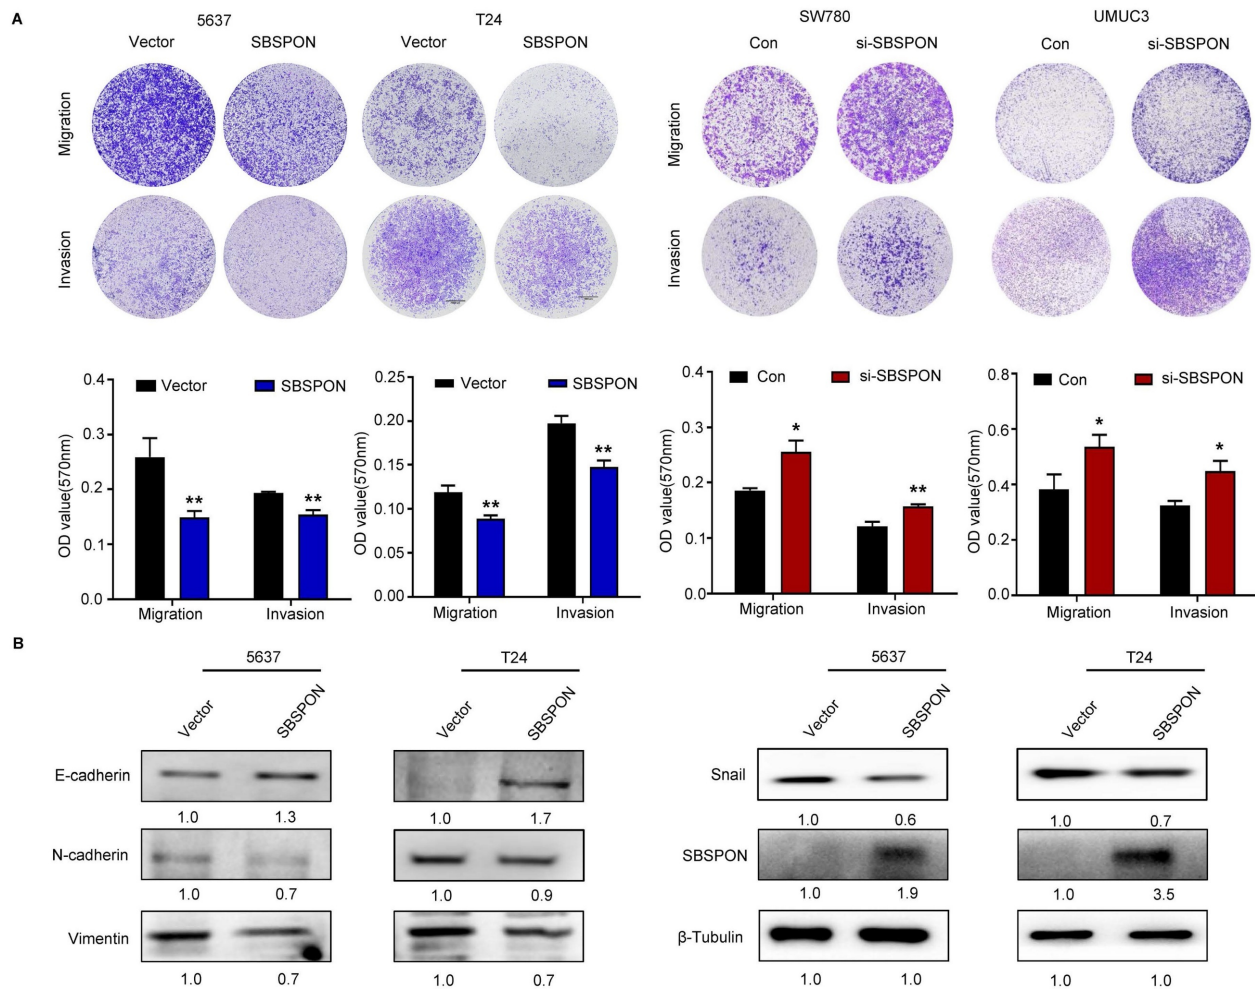 A
5637
T24
SW780
UMUC3
Vector
SBSPON
Vector
SBSPON
Con
si-SBSPON
Con
si-SBSPON
Migration
Migration
Invasion
Invasion
0.4
0.3
0.2
0.1
0.0
OD value(570nm)
Vector
SBSPON
**
**
Migration
Invasion
0.25
0.20
0.15
0.10
0.05
0.00
OD value(570nm)
Vector
SBSPON
**
**
Migration
Invasion
0.4
0.3
0.2
0.1
0.0
OD value(570nm)
Con
si-SBSPON
*
**
Migration
Invasion
0.8
0.6
0.4
0.2
0.0
OD value(570nm)
Con
si-SBSPON
*
*
Migration
Invasion
B
5637
T24
5637
T24
Vector
SBSPON
Vector
SBSPON
Vector
SBSPON
Vector
SBSPON
E-cadherin
1.0 1.3 1.0 1.7
N-cadherin
1.0 0.7 1.0 0.9
Vimentin
1.0 0.7 1.0 0.7
Snail
1.0 0.6 1.0 0.7
SBSPON
1.0 1.9 1.0 3.5
β-Tubulin
1.0 1.0 1.0 1.0